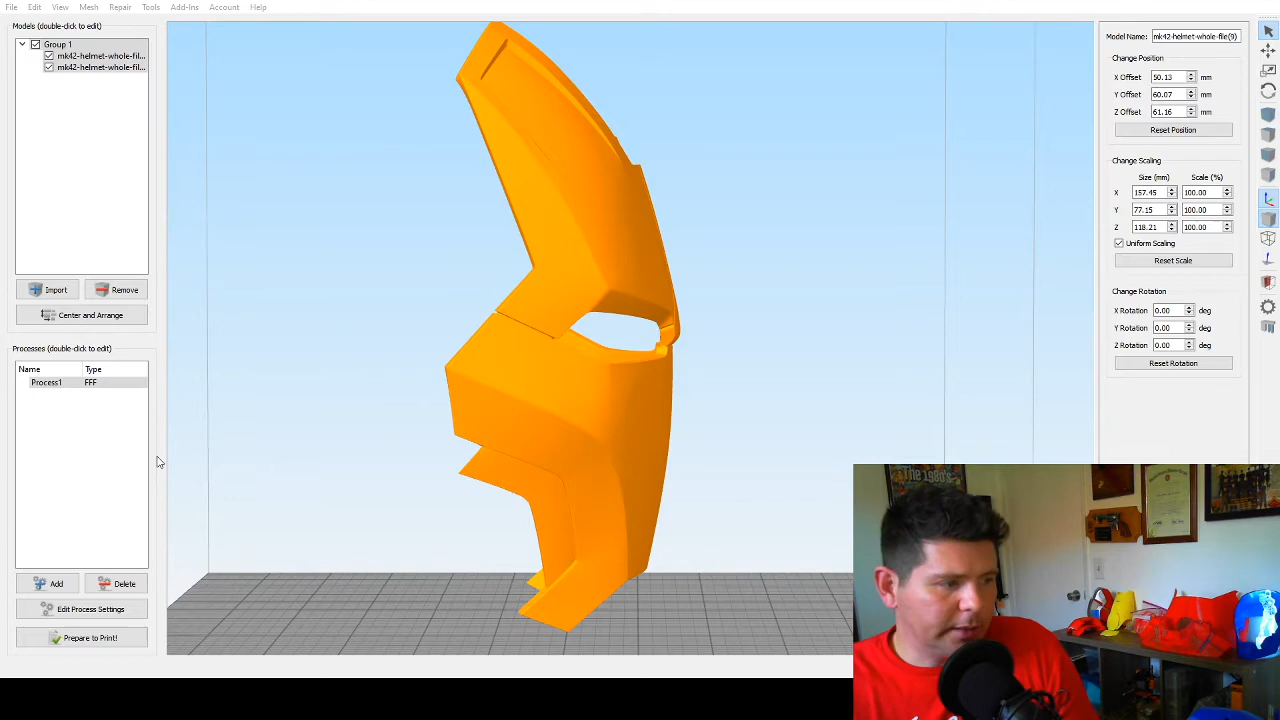 File Edit View Mesh Repair Tools Add-Ins Account Help
Models (double-click to edit)
Group 1
mk42-helmet-whole-fil...
mk42-helmet-whole-fil...
Import Remove
Center and Arrange
Processes (double-click to edit)
Name Type
Process1 FFF
Add Delete
Edit Process Settings
Prepare to Print!
Model Name: mk42-helmet-whole-file(9)
Change Position
X Offset 50.13 mm
Y Offset 60.07 mm
Z Offset 61.16 mm
Reset Position
Change Scaling
Size (mm) Scale (%)
X 157.45 100.00
Y 77.15 100.00
Z 118.21 100.00
Uniform Scaling
Reset Scale
Change Rotation
X Rotation 0.00 deg
Y Rotation 0.00 deg
Z Rotation 0.00 deg
Reset Rotation
The 1980's